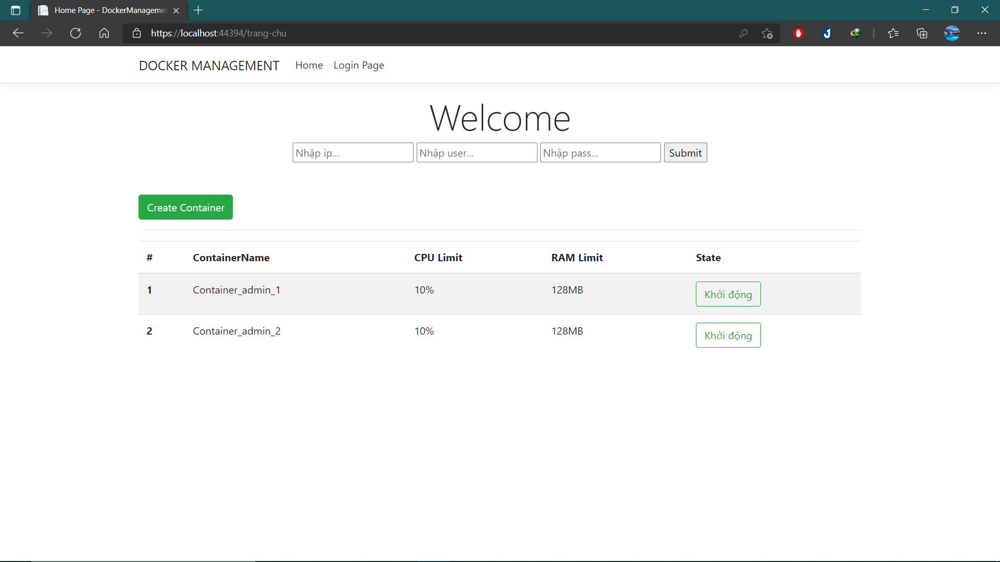 Home Page - DockerManagemen
https://localhost:44394/trang-chu
DOCKER MANAGEMENT Home Login Page
Welcome
Nhập ip... Nhập user... Nhập pass... Submit
Create Container
# ContainerName CPU Limit RAM Limit State
1 Container_admin_1 10% 128MB Khởi động
2 Container_admin_2 10% 128MB Khởi động